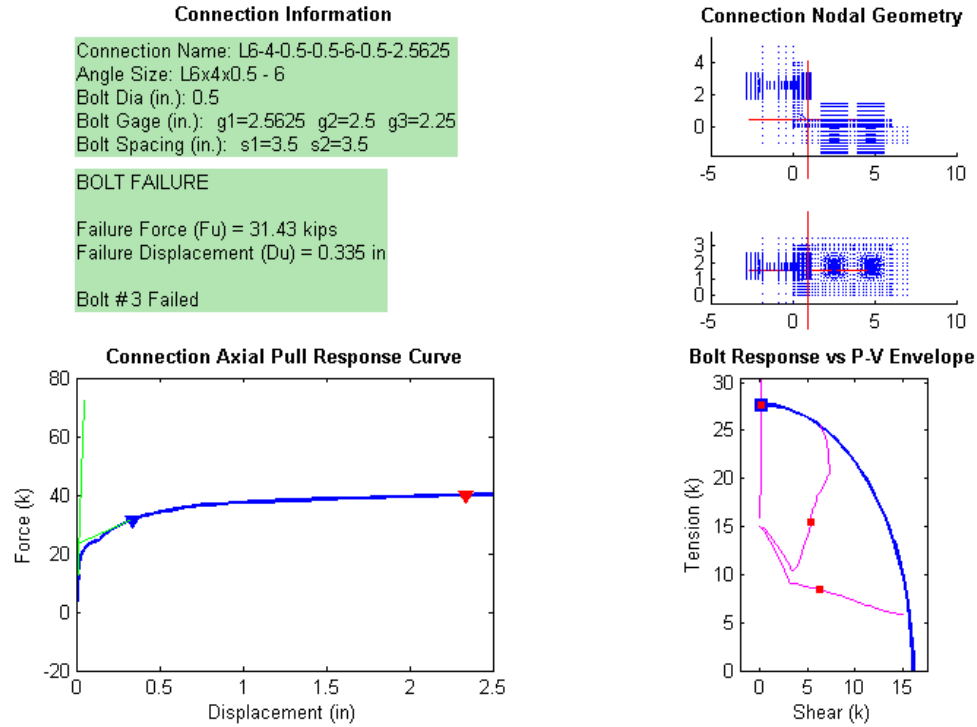 Connection Information
Connection Name: L6-4-0.5-0.5-6-0.5-2.5625
Angle Size: L6x4x0.5 - 6
Bolt Dia (in.): 0.5
Bolt Gage (in.):  g1=2.5625  g2=2.5  g3=2.25
Bolt Spacing (in.):  s1=3.5  s2=3.5
BOLT FAILURE
Failure Force (Fu) = 31.43 kips
Failure Displacement (Du) = 0.335 in
Bolt #3 Failed
Connection Nodal Geometry
4
2
0
-5 0 5 10
3
2
1
0
-5 0 5 10
Connection Axial Pull Response Curve
80
60
40
20
0
-20
Force (k)
0 0.5 1 1.5 2 2.5
Displacement (in)
Bolt Response vs P-V Envelope
30
25
20
15
10
5
0
Tension (k)
0 5 10 15
Shear (k)